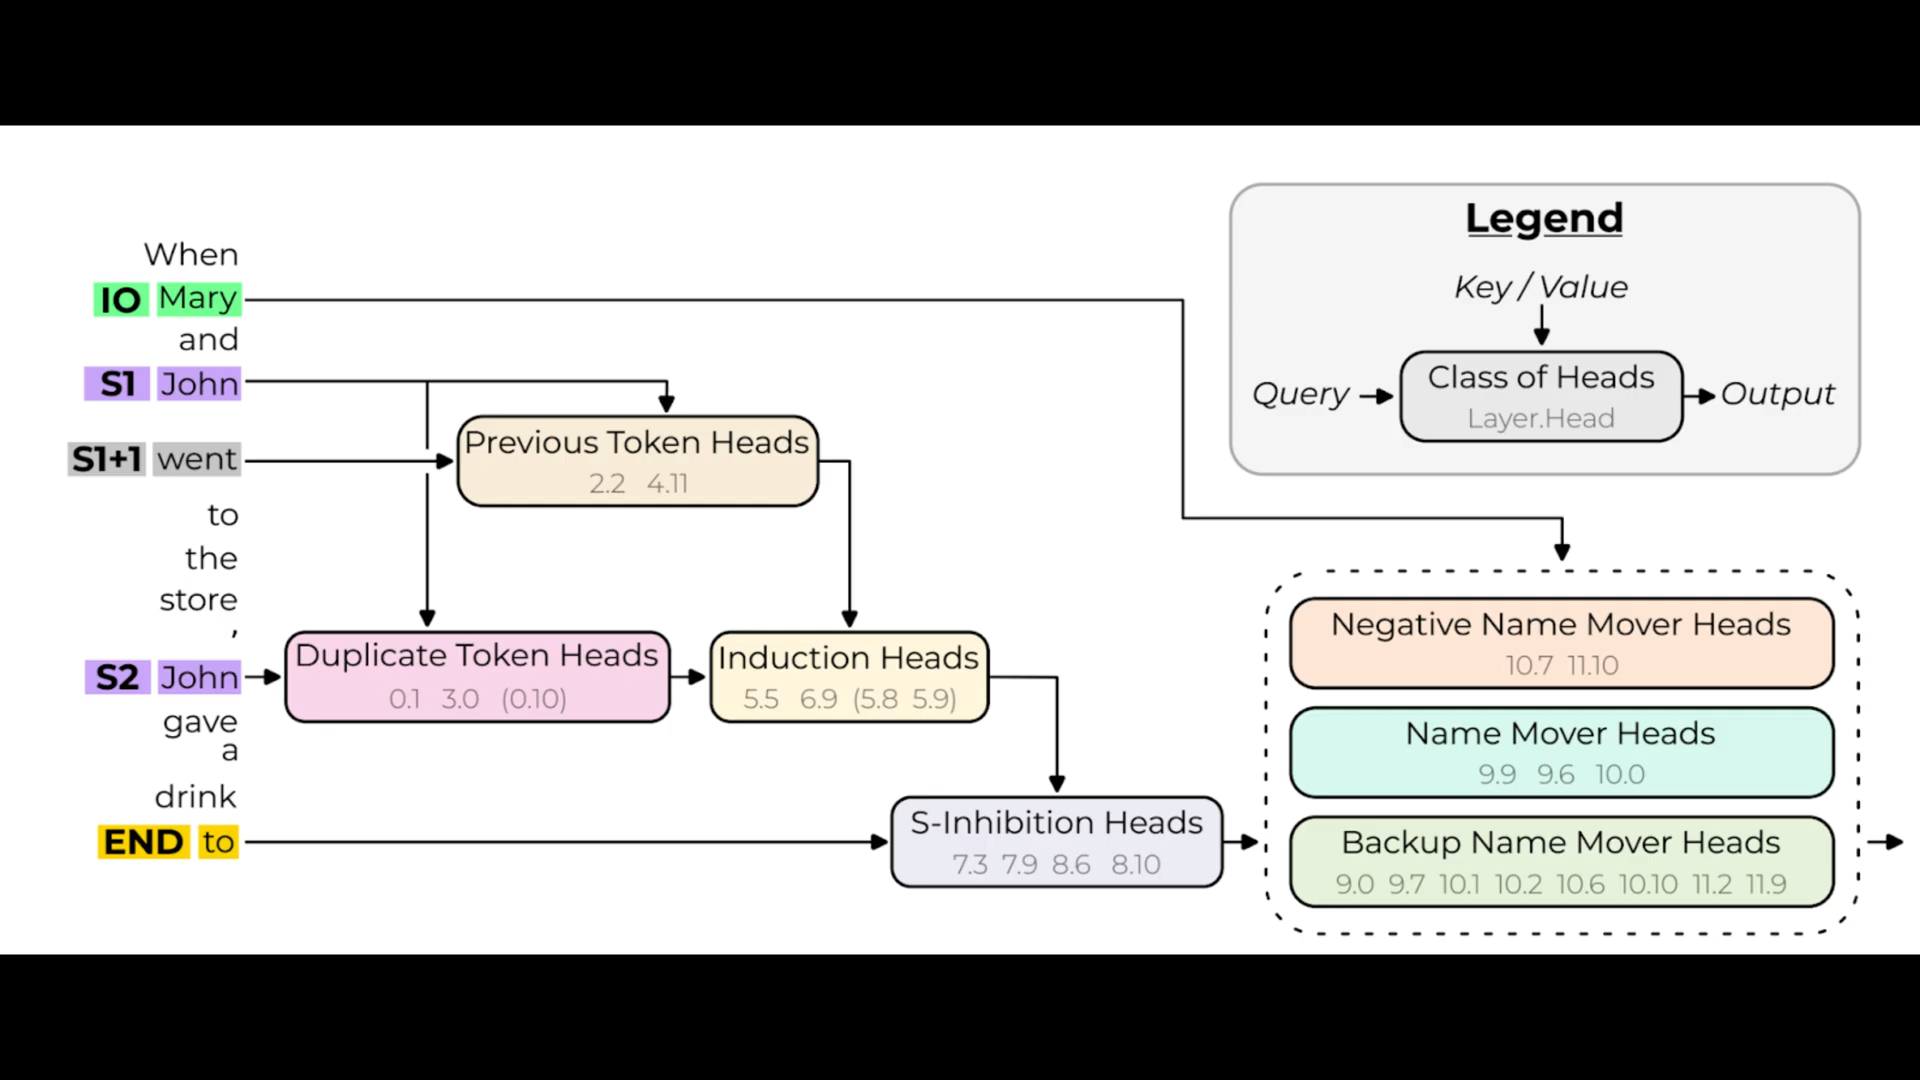 When
IO Mary
and
S1 John
S1+1 went
to
the
store
,
S2 John
gave
a
drink
END to
Previous Token Heads
2.2 4.11
Duplicate Token Heads
0.1 3.0 (0.10)
Induction Heads
5.5 6.9 (5.8 5.9)
S-Inhibition Heads
7.3 7.9 8.6 8.10
Legend
Key / Value
Query
Class of Heads
Layer.Head
Output
Negative Name Mover Heads
10.7 11.10
Name Mover Heads
9.9 9.6 10.0
Backup Name Mover Heads
9.0 9.7 10.1 10.2 10.6 10.10 11.2 11.9